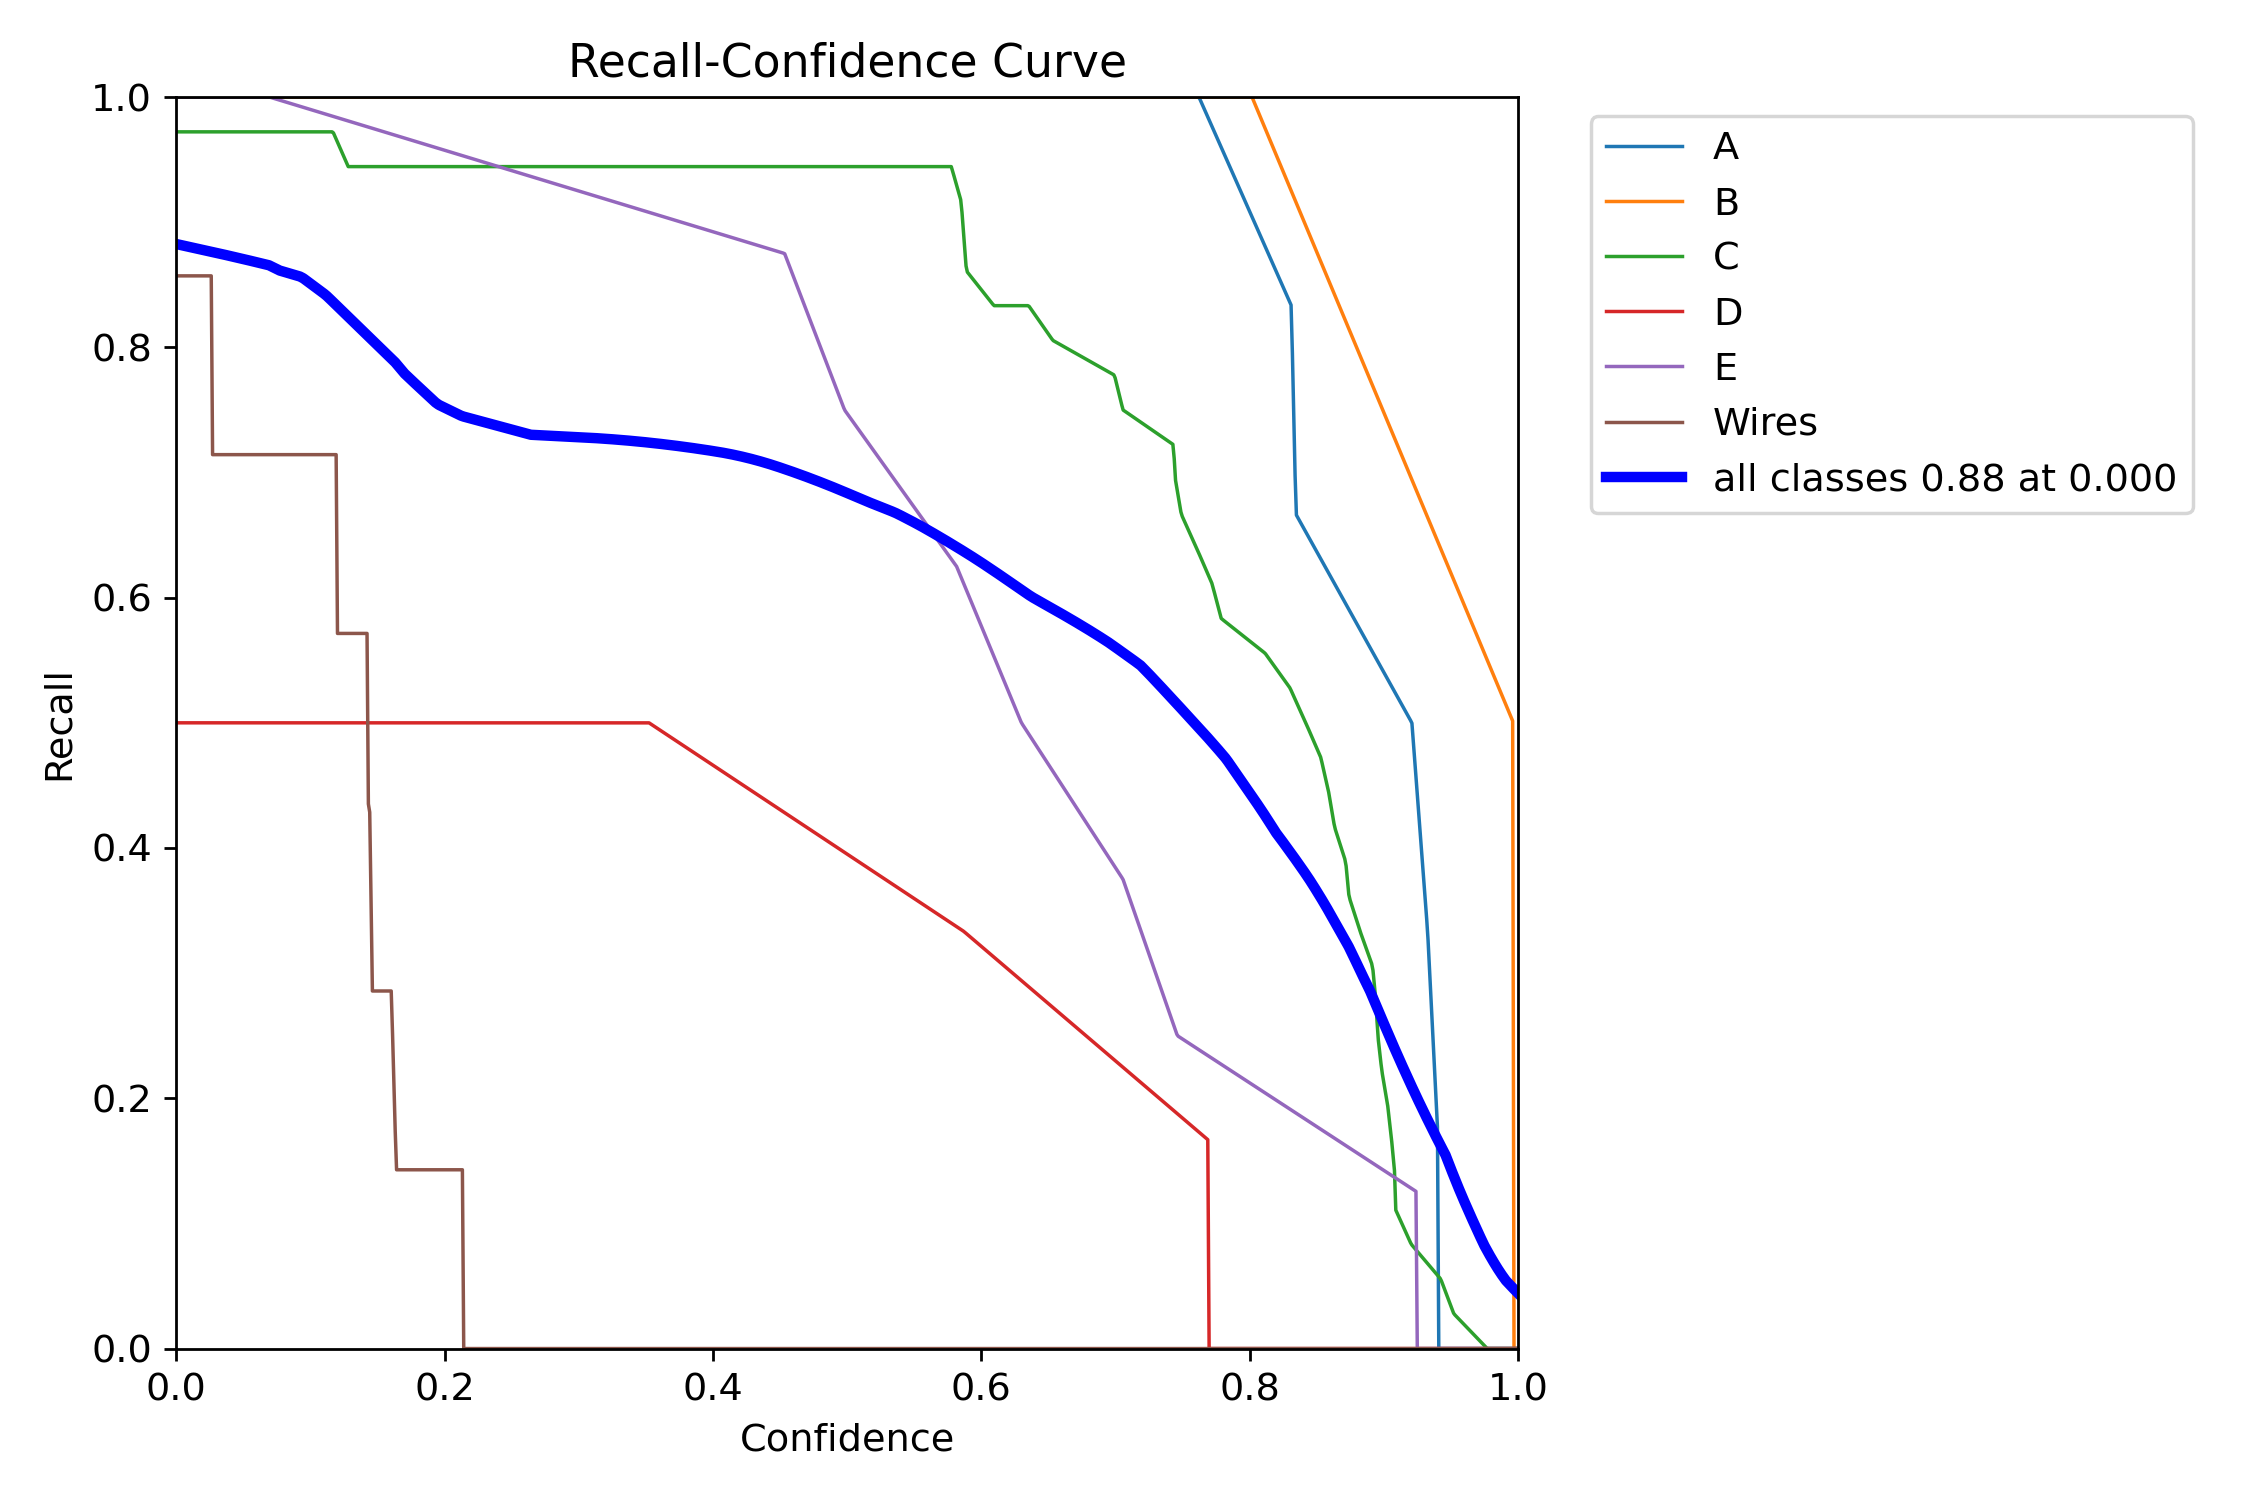 Recall-Confidence Curve
1.0
0.8
0.6
0.4
0.2
0.0
Recall
0.0 0.2 0.4 0.6 0.8 1.0
Confidence
A
B
C
D
E
Wires
all classes 0.88 at 0.000